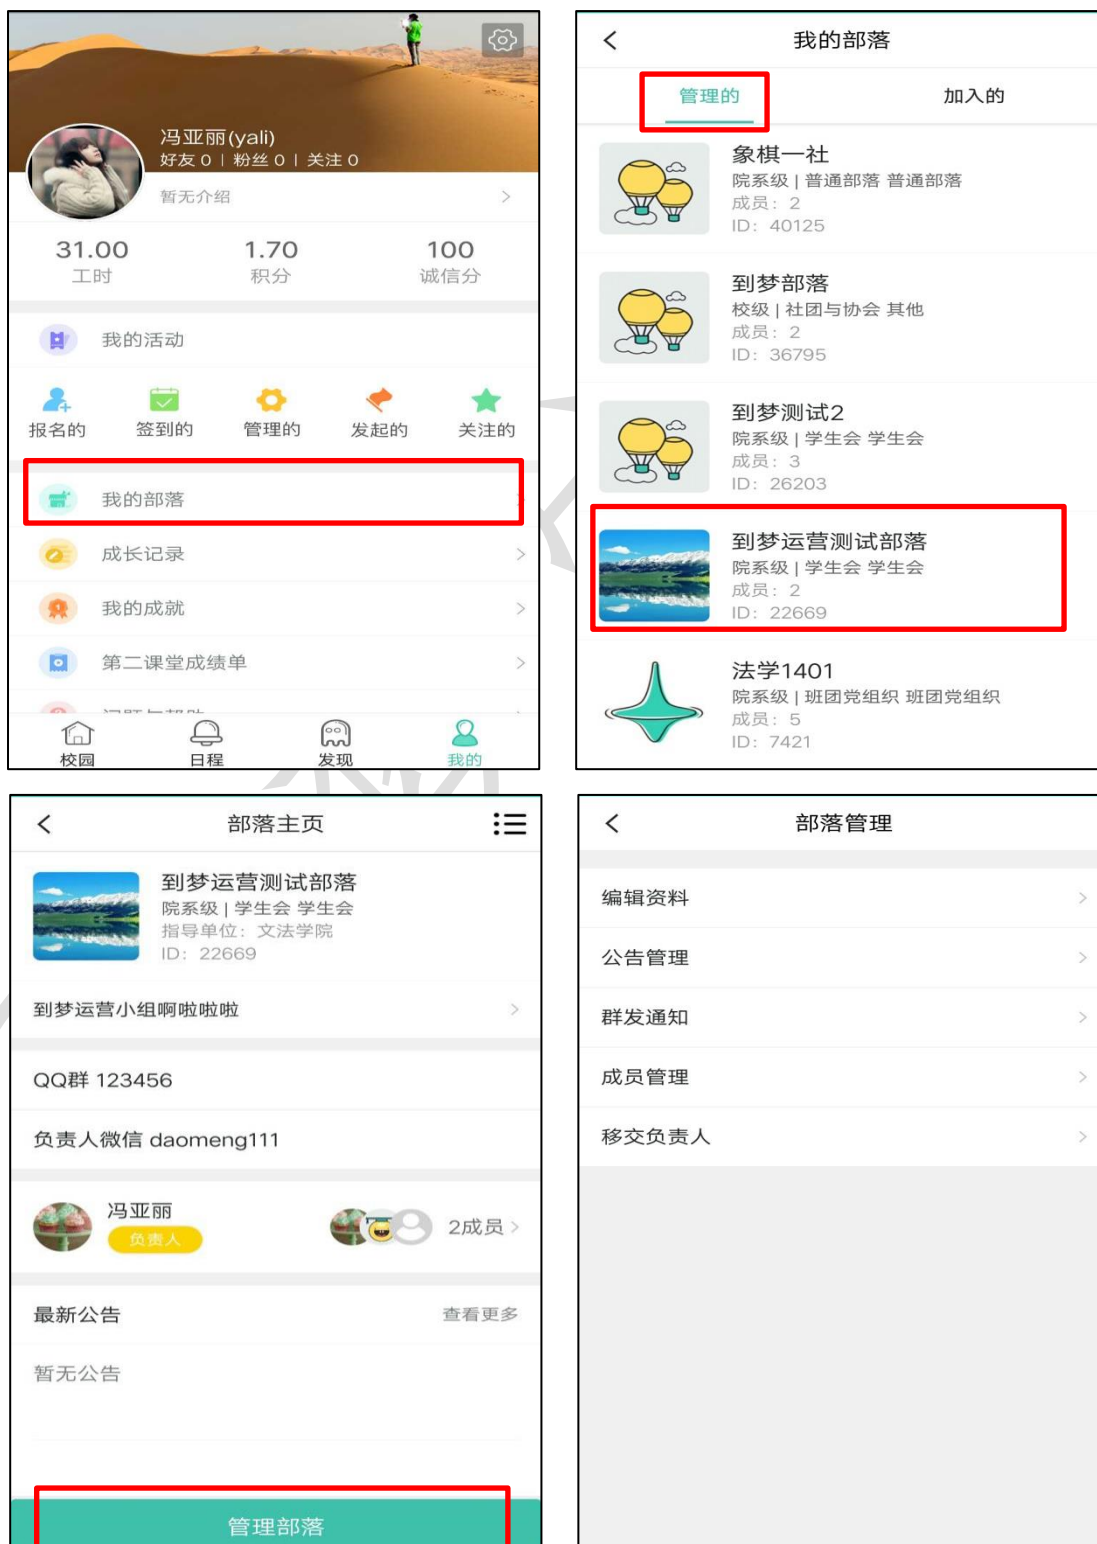 冯亚丽(yali)
好友 0 | 粉丝 0 | 关注 0
暂无介绍
31.00 1.70 100
工时 积分 诚信分
我的活动
报名的 签到的 管理的 发起的 关注的
我的部落
成长记录
我的成就
第二课堂成绩单
校园 日程 发现 我的
我的部落
管理的 加入的
象棋一社
院系级 | 普通部落 普通部落
成员：2
ID：40125
到梦部落
校级 | 社团与协会 其他
成员：2
ID：36795
到梦测试2
院系级 | 学生会 学生会
成员：3
ID：26203
到梦运营测试部落
院系级 | 学生会 学生会
成员：2
ID：22669
法学1401
院系级 | 班团党组织 班团党组织
成员：5
ID：7421
部落主页
到梦运营测试部落
院系级 | 学生会 学生会
指导单位：文法学院
ID：22669
到梦运营小组啊啦啦啦
QQ群 123456
负责人微信 daomeng111
冯亚丽
负责人
2成员
最新公告 查看更多
暂无公告
管理部落
部落管理
编辑资料
公告管理
群发通知
成员管理
移交负责人